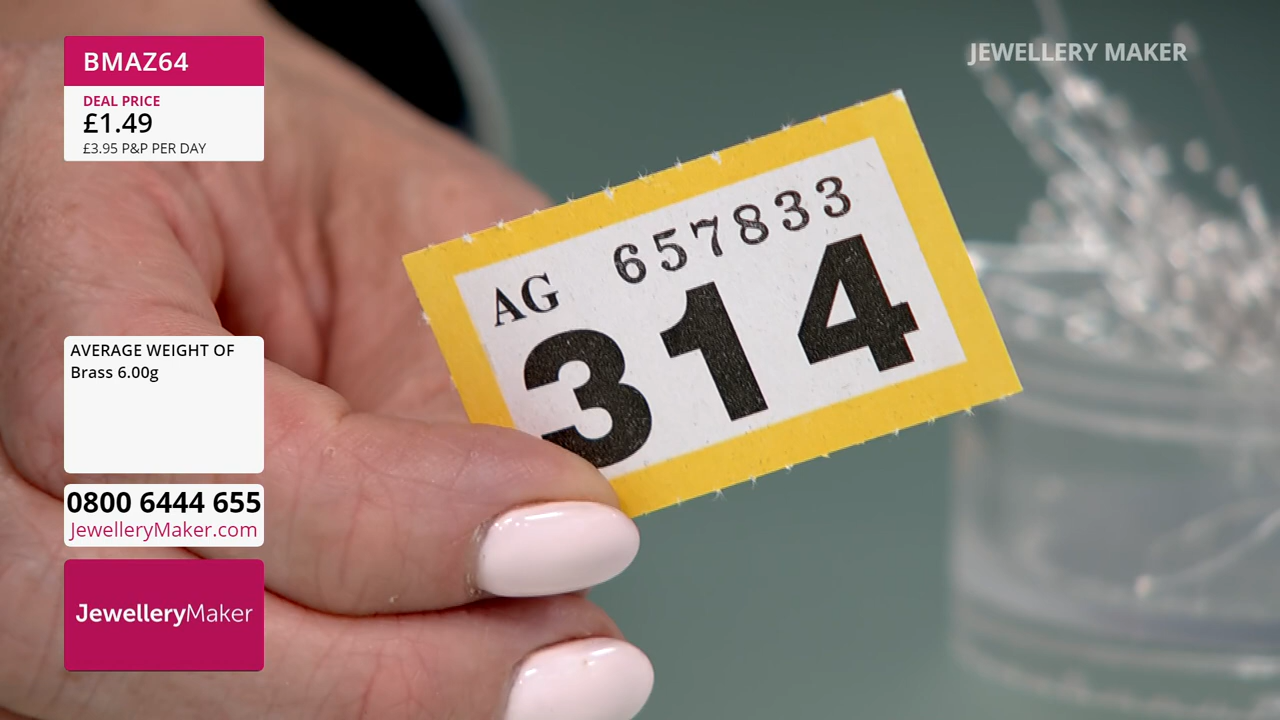 BMAZ64
DEAL PRICE
£1.49
£3.95 P&P PER DAY
JEWELLERY MAKER
AG 657833
314
AVERAGE WEIGHT OF
Brass 6.00g
0800 6444 655
JewelleryMaker.com
JewelleryMaker